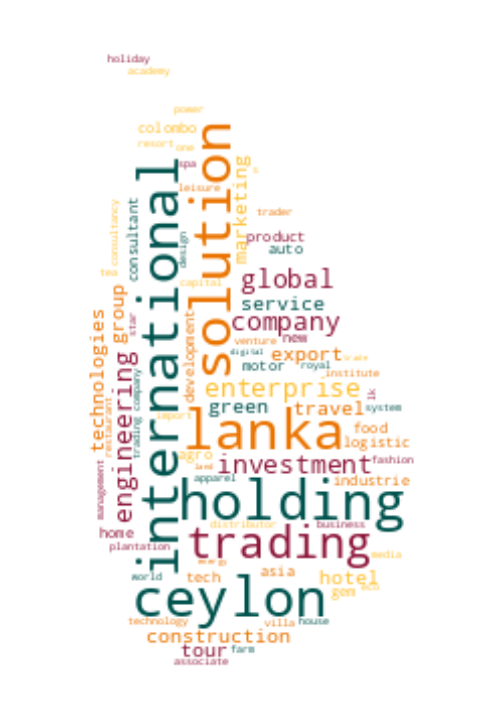 holiday
academy
power
colombo
resort
one
solution
international
spa
marketing
leisure
consultant
consultancy
trader
product
design
auto
tea
global
capital
group
service
technologies
star
company
development
venture
new
digital
export
trade
engineering
motor
royal
institute
trading company
enterprise
lk
restaurant
green
travel
system
import
lanka
food
logistic
agro
land
investment
fashion
management
apparel
industrie
holding
distributor
business
home
trading
plantation
energy
media
world
tech
asia
hotel
eco
gem
ceylon
technology
villa
house
construction
tour
farm
associate